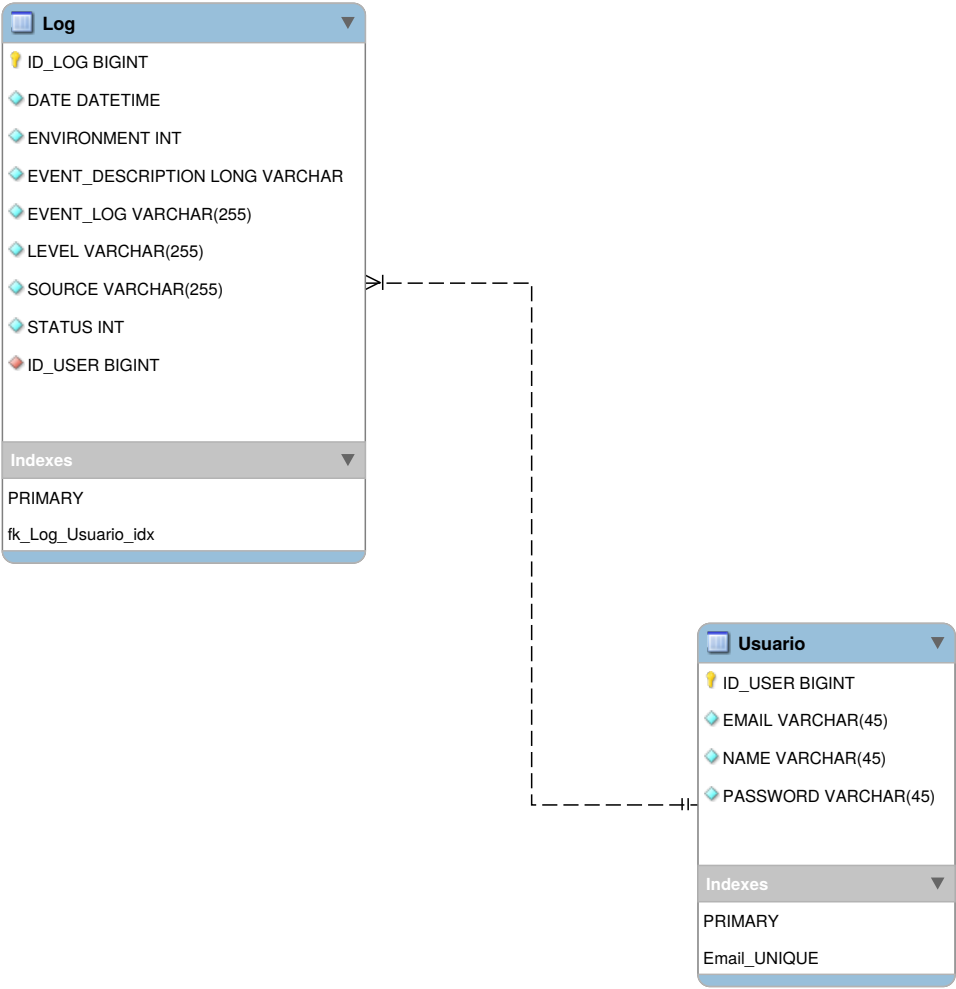 Log
ID_LOG BIGINT
DATE DATETIME
ENVIRONMENT INT
EVENT_DESCRIPTION LONG VARCHAR
EVENT_LOG VARCHAR(255)
LEVEL VARCHAR(255)
SOURCE VARCHAR(255)
STATUS INT
ID_USER BIGINT
Indexes
PRIMARY
fk_Log_Usuario_idx
Usuario
ID_USER BIGINT
EMAIL VARCHAR(45)
NAME VARCHAR(45)
PASSWORD VARCHAR(45)
Indexes
PRIMARY
Email_UNIQUE